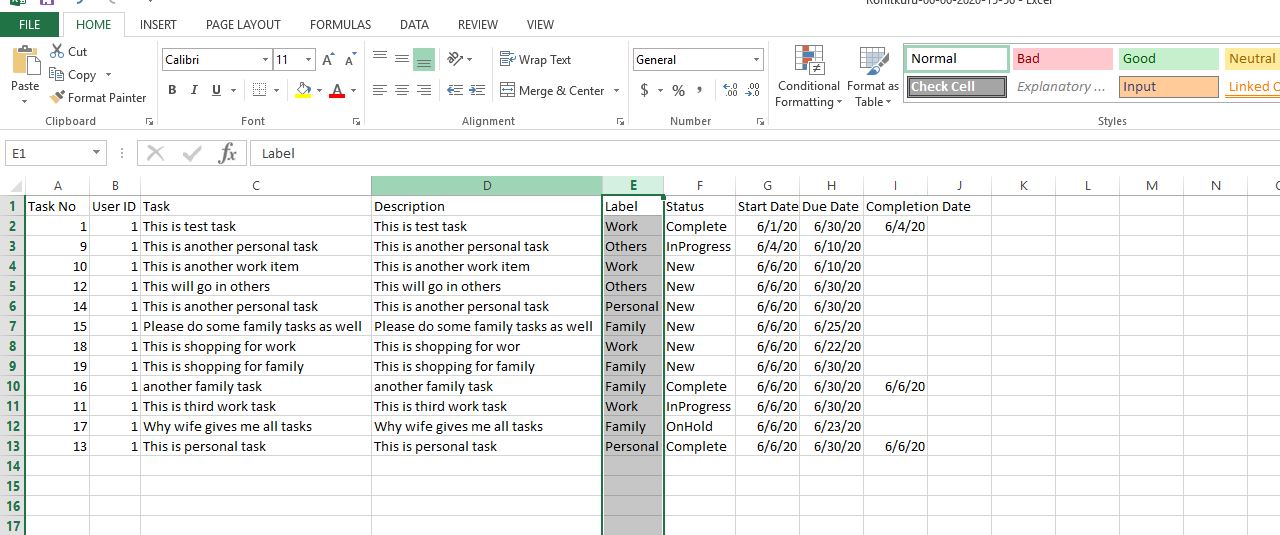 FILE HOME INSERT PAGE LAYOUT FORMULAS DATA REVIEW VIEW
Cut
Copy
Format Painter
Paste
Clipboard
Calibri 11 A A
B I U A
Font
Wrap Text
Merge & Center
Alignment
General
$ % ,
Number
Conditional Formatting
Format as Table
Normal Bad Good Neutral
Check Cell Explanatory ... Input
Styles
E1 fx Label
A B C D E F G H I J K L M N
1 Task No User ID Task Description Label Status Start Date Due Date Completion Date
2 1 1 This is test task This is test task Work Complete 6/1/20 6/30/20 6/4/20
3 9 1 This is another personal task This is another personal task Others InProgress 6/4/20 6/10/20
4 10 1 This is another work item This is another work item Work New 6/6/20 6/10/20
5 12 1 This will go in others This will go in others Others New 6/6/20 6/30/20
6 14 1 This is another personal task This is another personal task Personal New 6/6/20 6/30/20
7 15 1 Please do some family tasks as well Please do some family tasks as well Family New 6/6/20 6/25/20
8 18 1 This is shopping for work This is shopping for wor Work New 6/6/20 6/22/20
9 19 1 This is shopping for family This is shopping for family Family New 6/6/20 6/30/20
10 16 1 another family task another family task Family Complete 6/6/20 6/30/20 6/6/20
11 11 1 This is third work task This is third work task Work InProgress 6/6/20 6/30/20
12 17 1 Why wife gives me all tasks Why wife gives me all tasks Family OnHold 6/6/20 6/23/20
13 13 1 This is personal task This is personal task Personal Complete 6/6/20 6/30/20 6/6/20
14
15
16
17